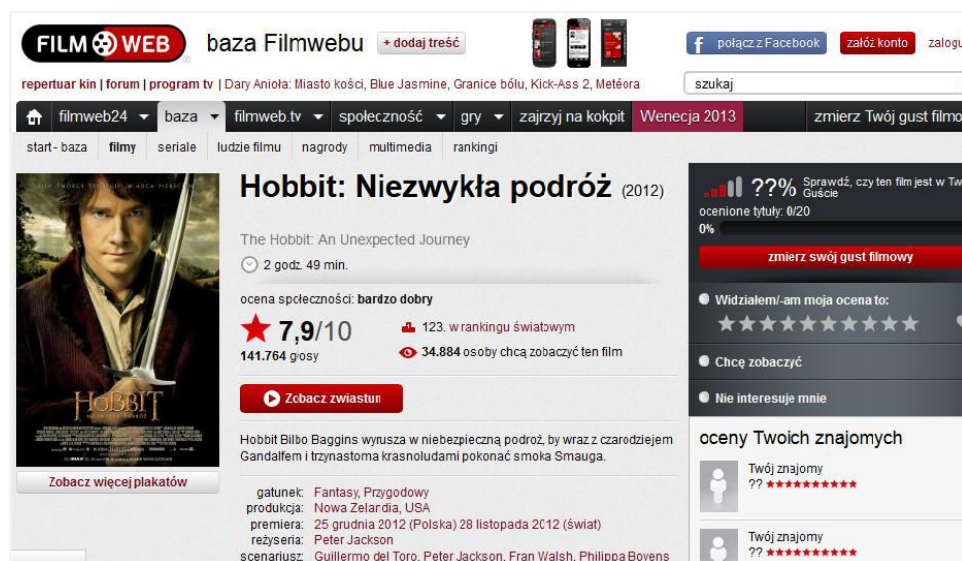 FILM WEB
baza Filmwebu
+ dodaj treść
połącz z Facebook
załóż konto
repertuar kin | forum | program tv | Dary Anioła: Miasto kości, Blue Jasmine, Granice bólu, Kick-Ass 2, Metéora
szukaj
filmweb24 baza filmweb.tv społeczność gry zajrzyj na kokpit Wenecja 2013 zmierz Twój gust
start - baza filmy seriale ludzie filmu nagrody multimedia rankingi
HOBBIT
NIEZWYKŁA PODRÓŻ
Zobacz więcej plakatów
Hobbit: Niezwykła podróż (2012)
The Hobbit: An Unexpected Journey
2 godz. 49 min.
ocena społeczności: bardzo dobry
7,9/10
141.764 głosy
123. w rankingu światowym
34.884 osoby chcą zobaczyć ten film
Zobacz zwiastun
Hobbit Bilbo Baggins wyrusza w niebezpieczną podróż, by wraz z czarodziejem
Gandalfem i trzynastoma krasnoludami pokonać smoka Smauga.
gatunek: Fantasy, Przygodowy
produkcja: Nowa Zelandia, USA
premiera: 25 grudnia 2012 (Polska) 28 listopada 2012 (świat)
reżyseria: Peter Jackson
scenariusz: Guillermo del Toro, Peter Jackson, Fran Walsh, Philippa Boyens
??% Sprawdź, czy ten film jest w Tw
Guście
ocenione tytuły: 0/20
0%
zmierz swój gust filmowy
Widziałem/-am moja ocena to:
Chcę zobaczyć
Nie interesuje mnie
oceny Twoich znajomych
Twój znajomy
??
Twój znajomy
??